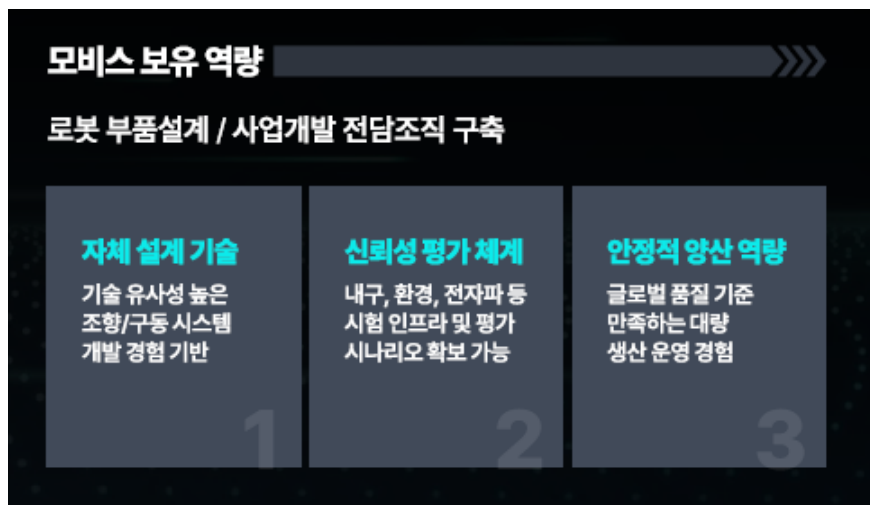 모비스 보유 역량
로봇 부품설계 / 사업개발 전담조직 구축
자체 설계 기술
기술 유사성 높은
조향/구동 시스템
개발 경험 기반
1
신뢰성 평가 체계
내구, 환경, 전자파 등
시험 인프라 및 평가
시나리오 확보 가능
2
안정적 양산 역량
글로벌 품질 기준
만족하는 대량
생산 운영 경험
3